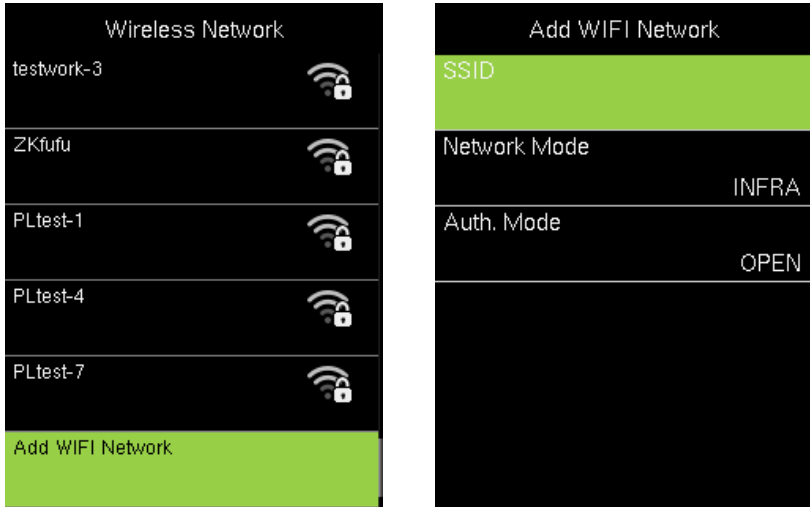 Wireless Network
testwork-3
ZKfufu
PLtest-1
PLtest-4
PLtest-7
Add WIFI Network
Add WIFI Network
SSID
Network Mode
INFRA
Auth. Mode
OPEN